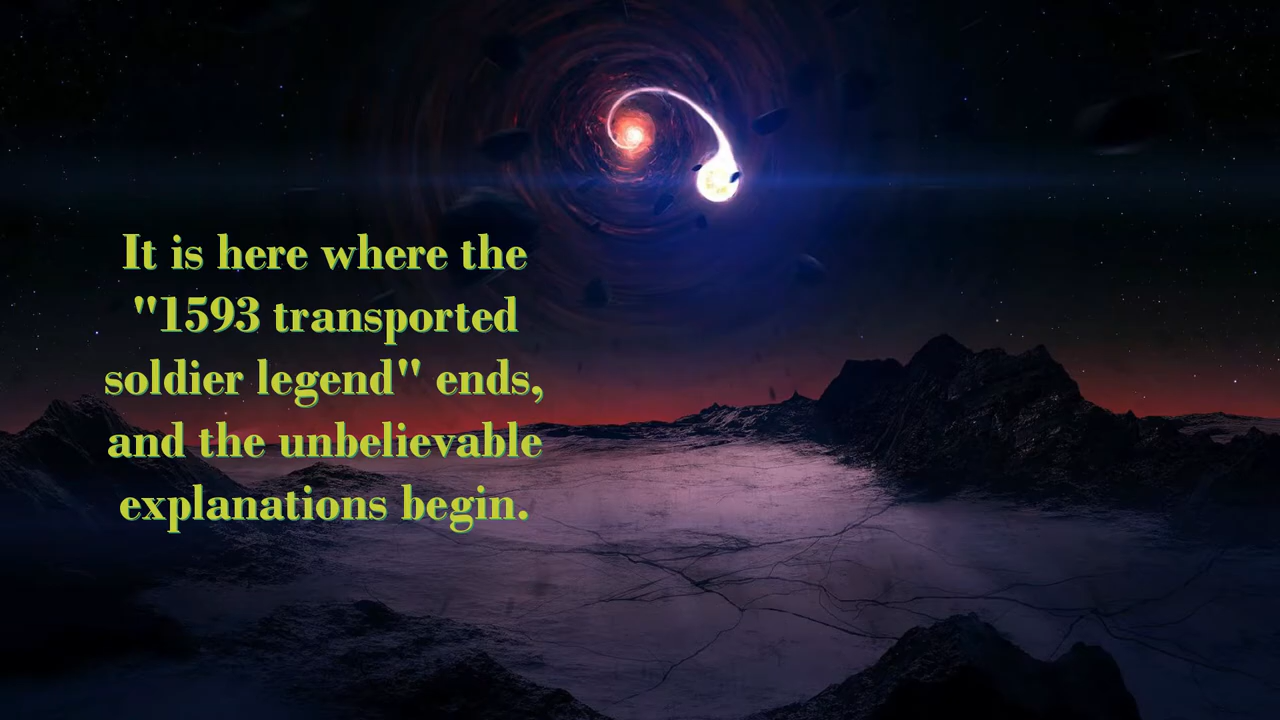 It is here where the
"1593 transported
soldier legend" ends,
and the unbelievable
explanations begin.